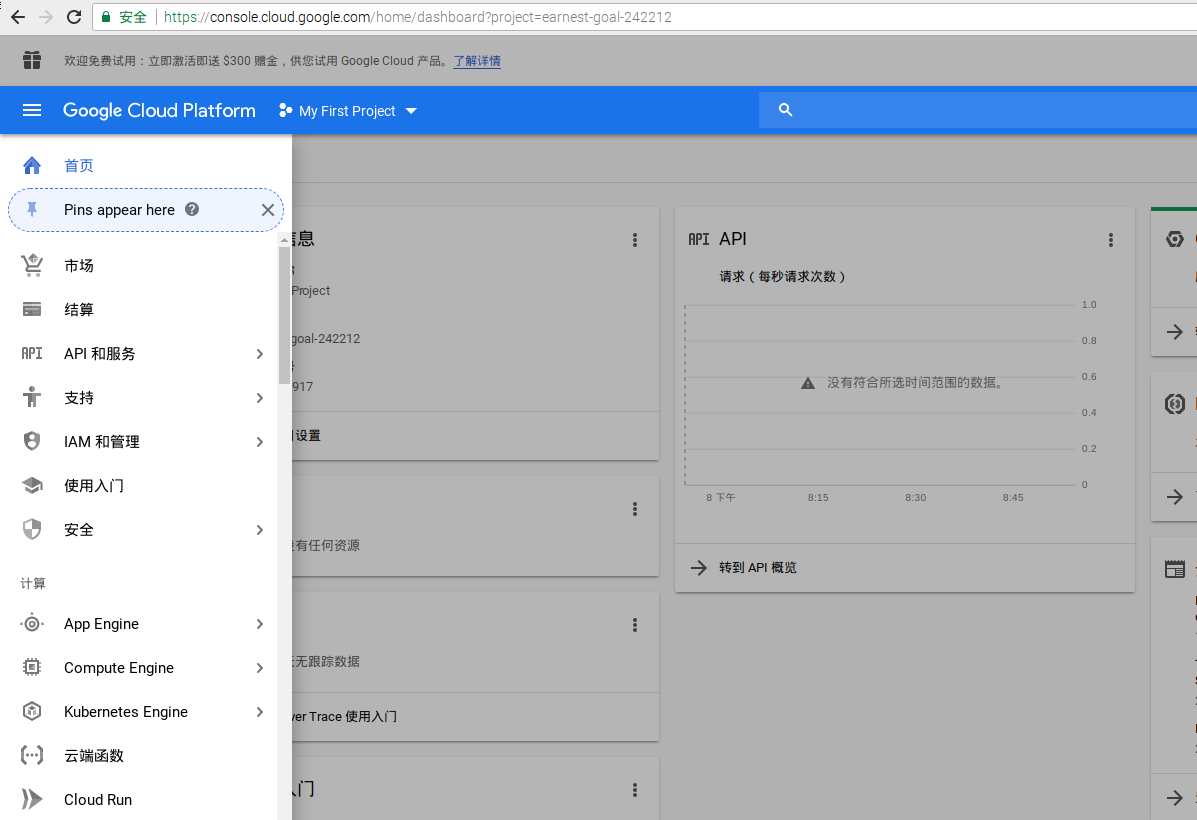 安全 https://console.cloud.google.com/home/dashboard?project=earnest-goal-242212
欢迎免费试用：立即激活即送 $300 赠金，供您试用 Google Cloud 产品。了解详情
Google Cloud Platform My First Project
首页
Pins appear here
市场
结算
API 和服务
支持
IAM 和管理
使用入门
安全
计算
App Engine
Compute Engine
Kubernetes Engine
云端函数
Cloud Run
息
Project
goal-242212
917
设置
有任何资源
无跟踪数据
ver Trace 使用入门
入门
API API
请求（每秒请求次数）
1.0
0.8
0.6
没有符合所选时间范围的数据。
0.4
0.2
0
8 下午 8:15 8:30 8:45
转到 API 概览